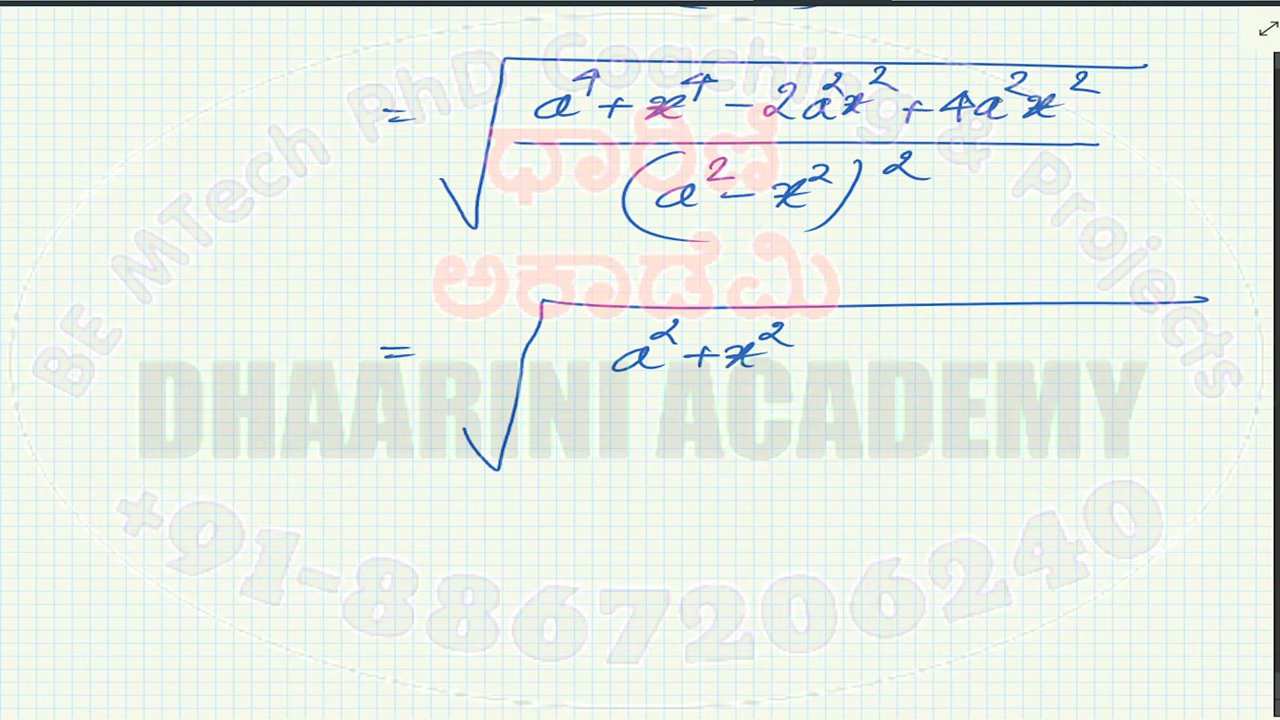 BE MTech PhD Coaching & Projects
= √((a⁴ + x⁴ - 2a²x² + 4a²x²) / (a² - x²)²)
ಧಾರಿಣಿ
ಅಕಾಡೆಮಿ
= √(a² + x²)
DHAARINI ACADEMY
+91-8867206240